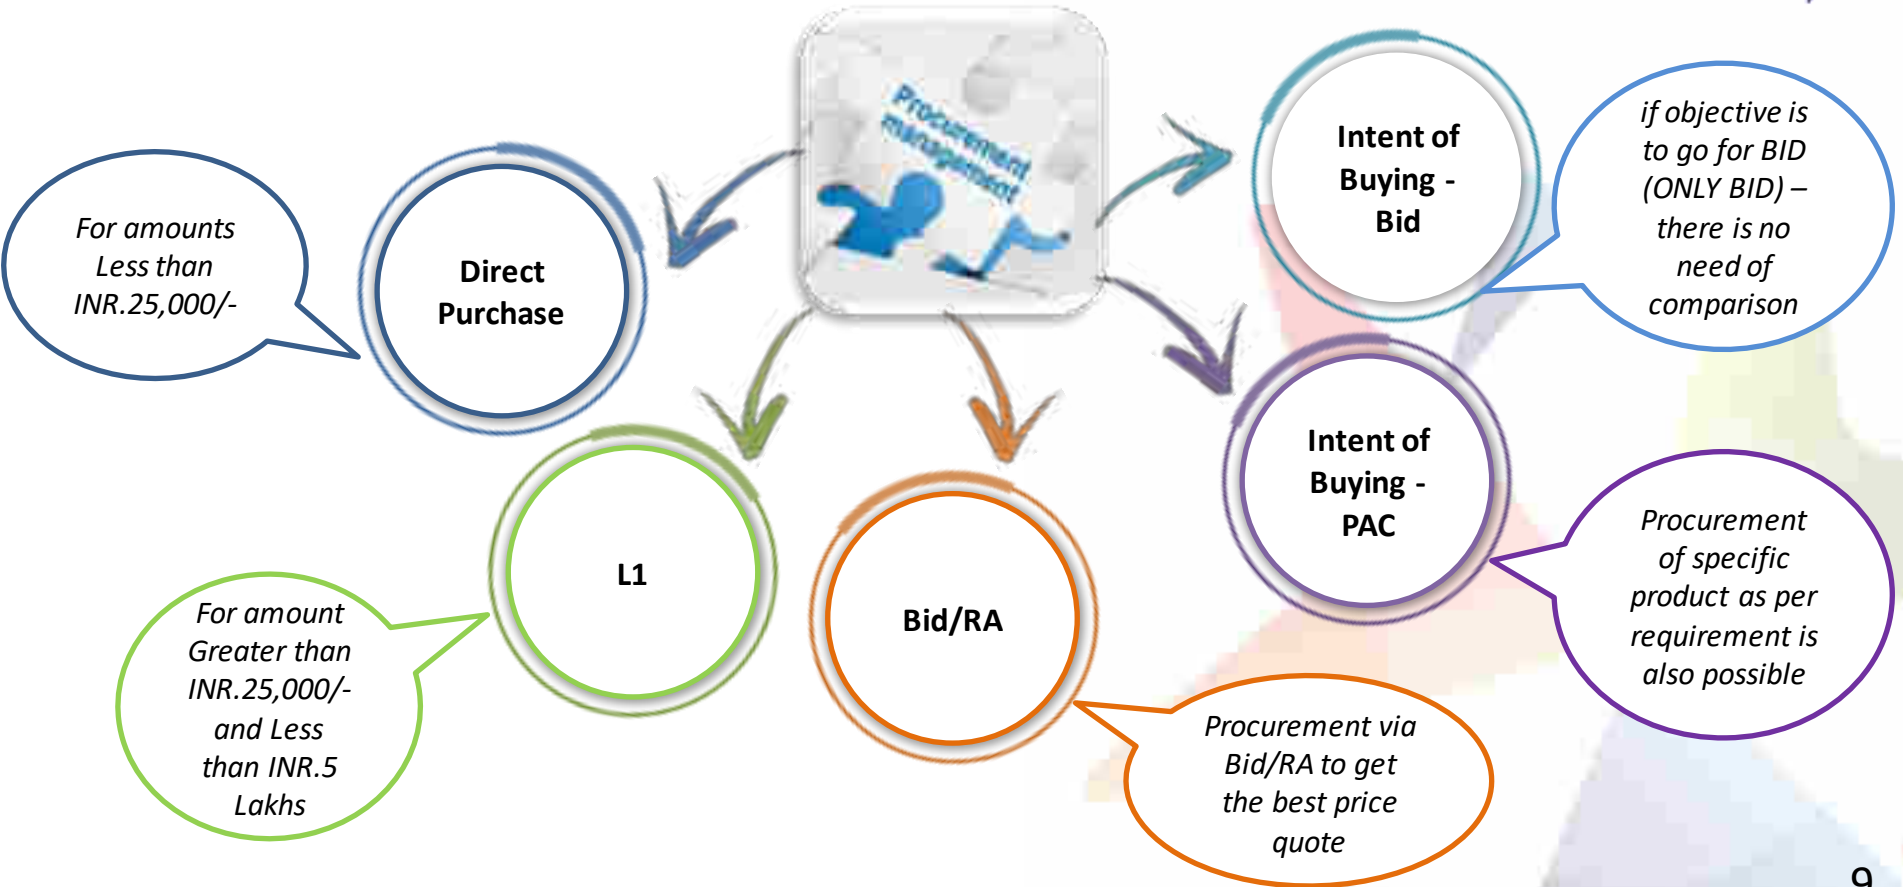 Procurement
management
Intent of
Buying -
Bid
if objective is
to go for BID
(ONLY BID) –
there is no
need of
comparison
For amounts
Less than
INR.25,000/-
Direct
Purchase
Intent of
Buying -
PAC
Procurement
of specific
product as per
requirement is
also possible
L1
For amount
Greater than
INR.25,000/-
and Less
than INR.5
Lakhs
Bid/RA
Procurement via
Bid/RA to get
the best price
quote
9